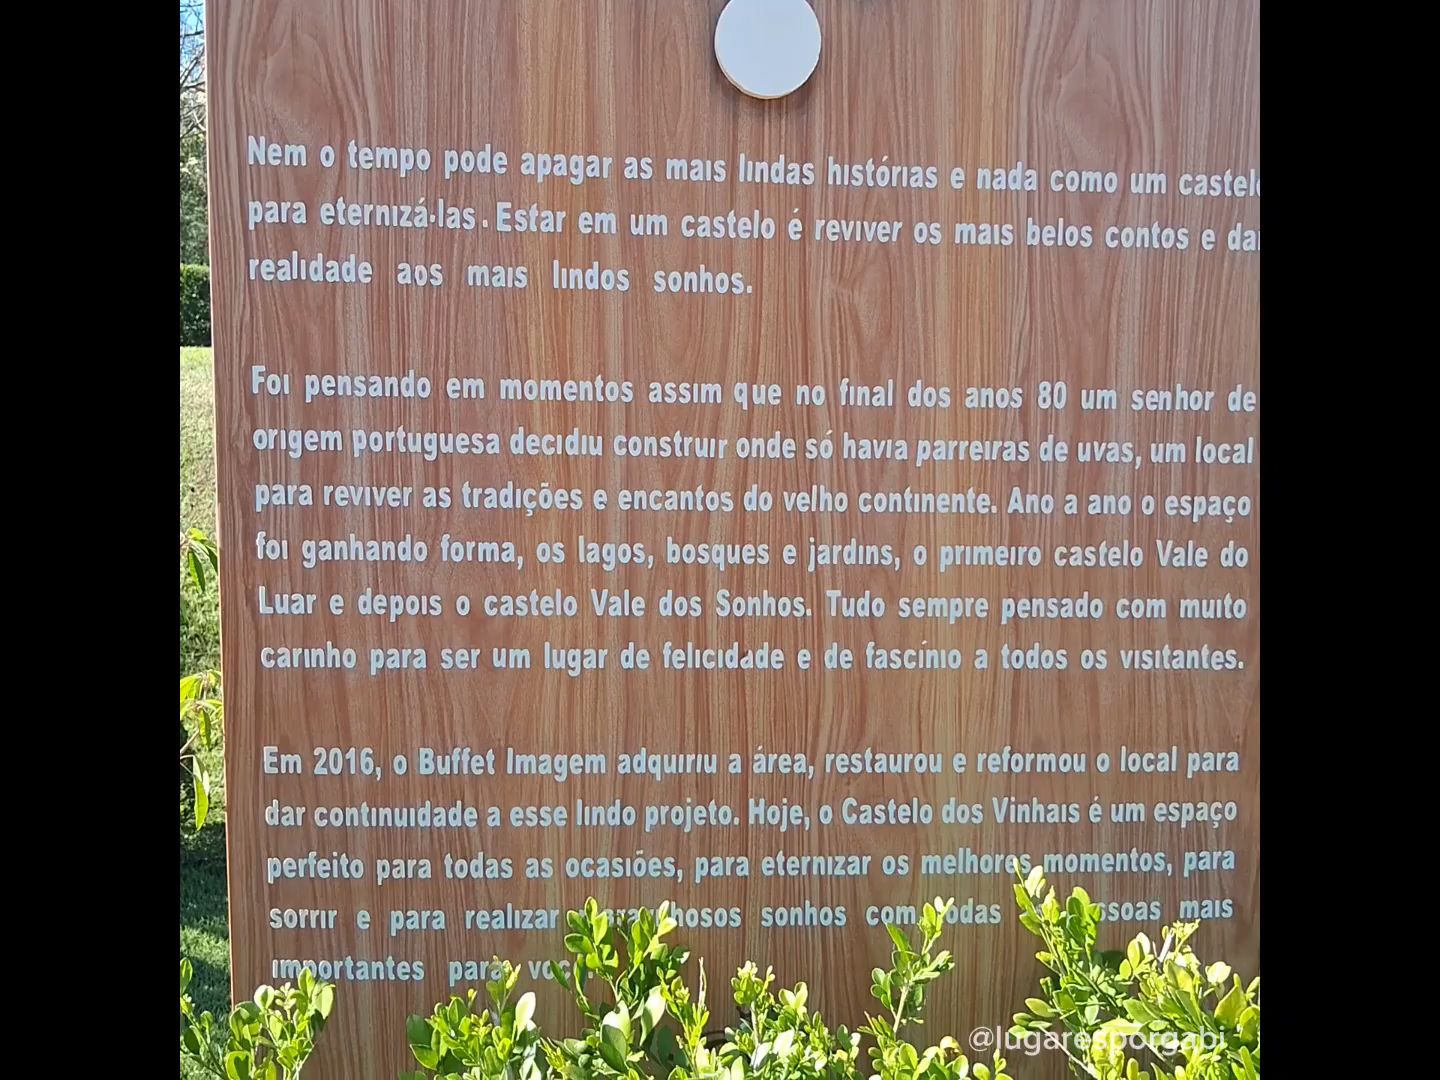 Nem o tempo pode apagar as mais lindas histórias e nada como um castelo
para eternizá-las. Estar em um castelo é reviver os mais belos contos e dar
realidade aos mais lindos sonhos.
Foi pensando em momentos assim que no final dos anos 80 um senhor de
origem portuguesa decidiu construir onde só havia parreiras de uvas, um local
para reviver as tradições e encantos do velho continente. Ano a ano o espaço
foi ganhando forma, os lagos, bosques e jardins, o primeiro castelo Vale do
Luar e depois o castelo Vale dos Sonhos. Tudo sempre pensado com muito
carinho para ser um lugar de felicidade e de fascínio a todos os visitantes.
Em 2016, o Buffet Imagem adquiriu a área, restaurou e reformou o local para
dar continuidade a esse lindo projeto. Hoje, o Castelo dos Vinhais é um espaço
perfeito para todas as ocasiões, para eternizar os melhores momentos, para
sorrir e para realizar sonhos com mais
importantes para
@lugaresporgabi